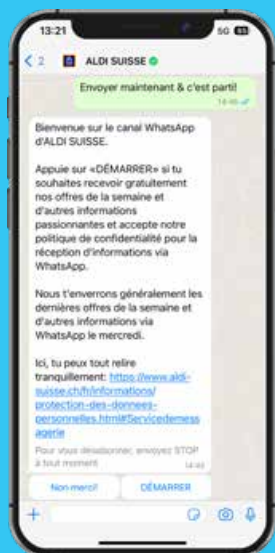 13:21
5G
2 ALDI SUISSE
Envoyer maintenant & c'est parti!
Bienvenue sur le canal WhatsApp
d'ALDI SUISSE.
Appuie sur «DÉMARRER» si tu
souhaites recevoir gratuitement
nos offres de la semaine et
d'autres informations
passionnantes et accepte notre
politique de confidentialité pour la
réception d'informations via
WhatsApp.
Nous t'enverrons généralement les
dernières offres de la semaine et
d'autres informations via
WhatsApp le mercredi.
Ici, tu peux tout relire
tranquillement: https://www.aldi-
suisse.ch/fr/informations/
protection-des-donnees-
personnelles.html#Servicedemess
agerie
Pour vous désabonner, envoyez STOP
à tout moment
Non merci!
DÉMARRER